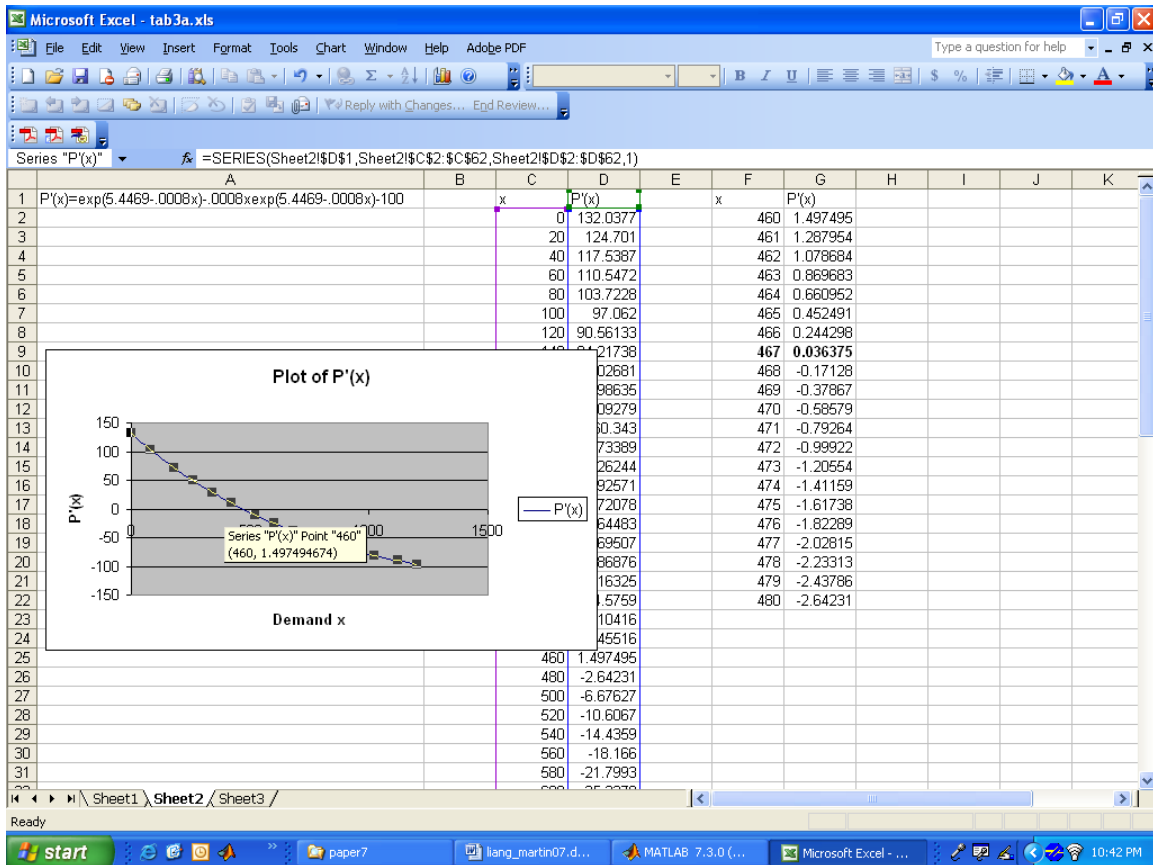 Microsoft Excel - tab3a.xls
File Edit View Insert Format Tools Chart Window Help Adobe PDF
Type a question for help
B I U $ %
Reply with Changes... End Review...
Series "P'(x)" fx =SERIES(Sheet2!$D$1,Sheet2!$C$2:$C$62,Sheet2!$D$2:$D$62,1)
A B C D E F G H I J K
1 P'(x)=exp(5.4469-.0008x)-.0008xexp(5.4469-.0008x)-100 x P'(x) x P'(x)
2 0 132.0377 460 1.497495
3 20 124.701 461 1.287954
4 40 117.5387 462 1.078684
5 60 110.5472 463 0.869683
6 80 103.7228 464 0.660952
7 100 97.062 465 0.452491
8 120 90.56133 466 0.244298
9 467 0.036375
10 468 -0.17128
11 469 -0.37867
12 470 -0.58579
13 471 -0.79264
14 472 -0.99922
15 473 -1.20554
16 474 -1.41159
17 475 -1.61738
18 476 -1.82289
19 477 -2.02815
20 478 -2.23313
21 479 -2.43786
22 480 -2.64231
23
24
25 460 1.497495
26 480 -2.64231
27 500 -6.67627
28 520 -10.6067
29 540 -14.4359
30 560 -18.166
31 580 -21.7993
Plot of P'(x)
150
100
50
0
-50
-100
-150
0 1500
P'(x)
Demand x
P'(x)
Series "P'(x)" Point "460"
(460, 1.497494674)
Sheet1 Sheet2 Sheet3
Ready
start paper7 liang_martin07.d... MATLAB 7.3.0 (... Microsoft Excel - ... 10:42 PM